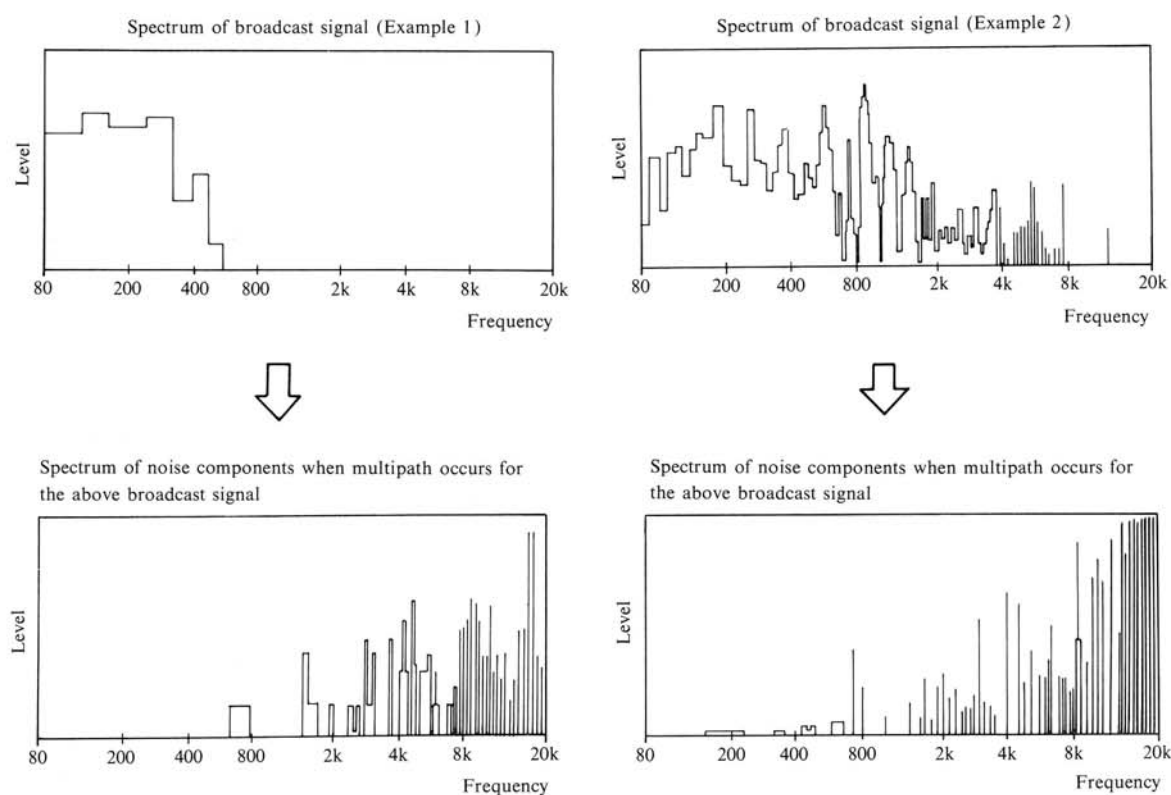 Spectrum of broadcast signal (Example 1)
Level
80 200 400 800 2k 4k 8k 20k
Frequency
Spectrum of broadcast signal (Example 2)
Level
80 200 400 800 2k 4k 8k 20k
Frequency
Spectrum of noise components when multipath occurs for
the above broadcast signal
Level
80 200 400 800 2k 4k 8k 20k
Frequency
Spectrum of noise components when multipath occurs for
the above broadcast signal
Level
80 200 400 800 2k 4k 8k 20k
Frequency